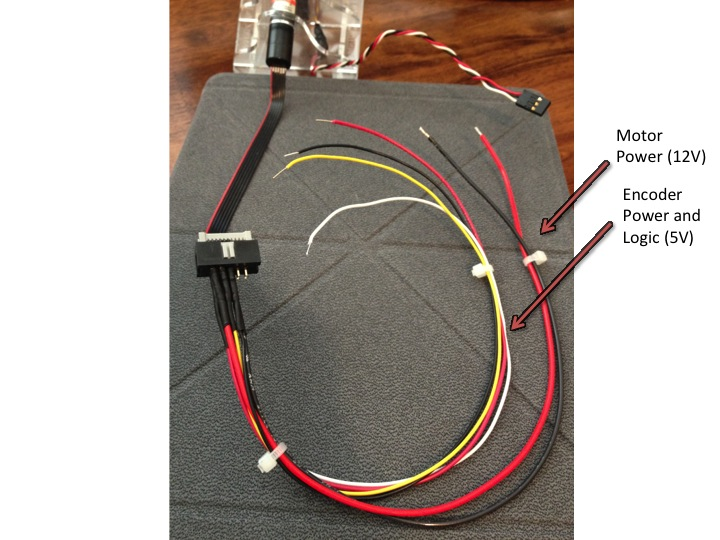 Motor
Power (12V)
Encoder
Power and
Logic (5V)